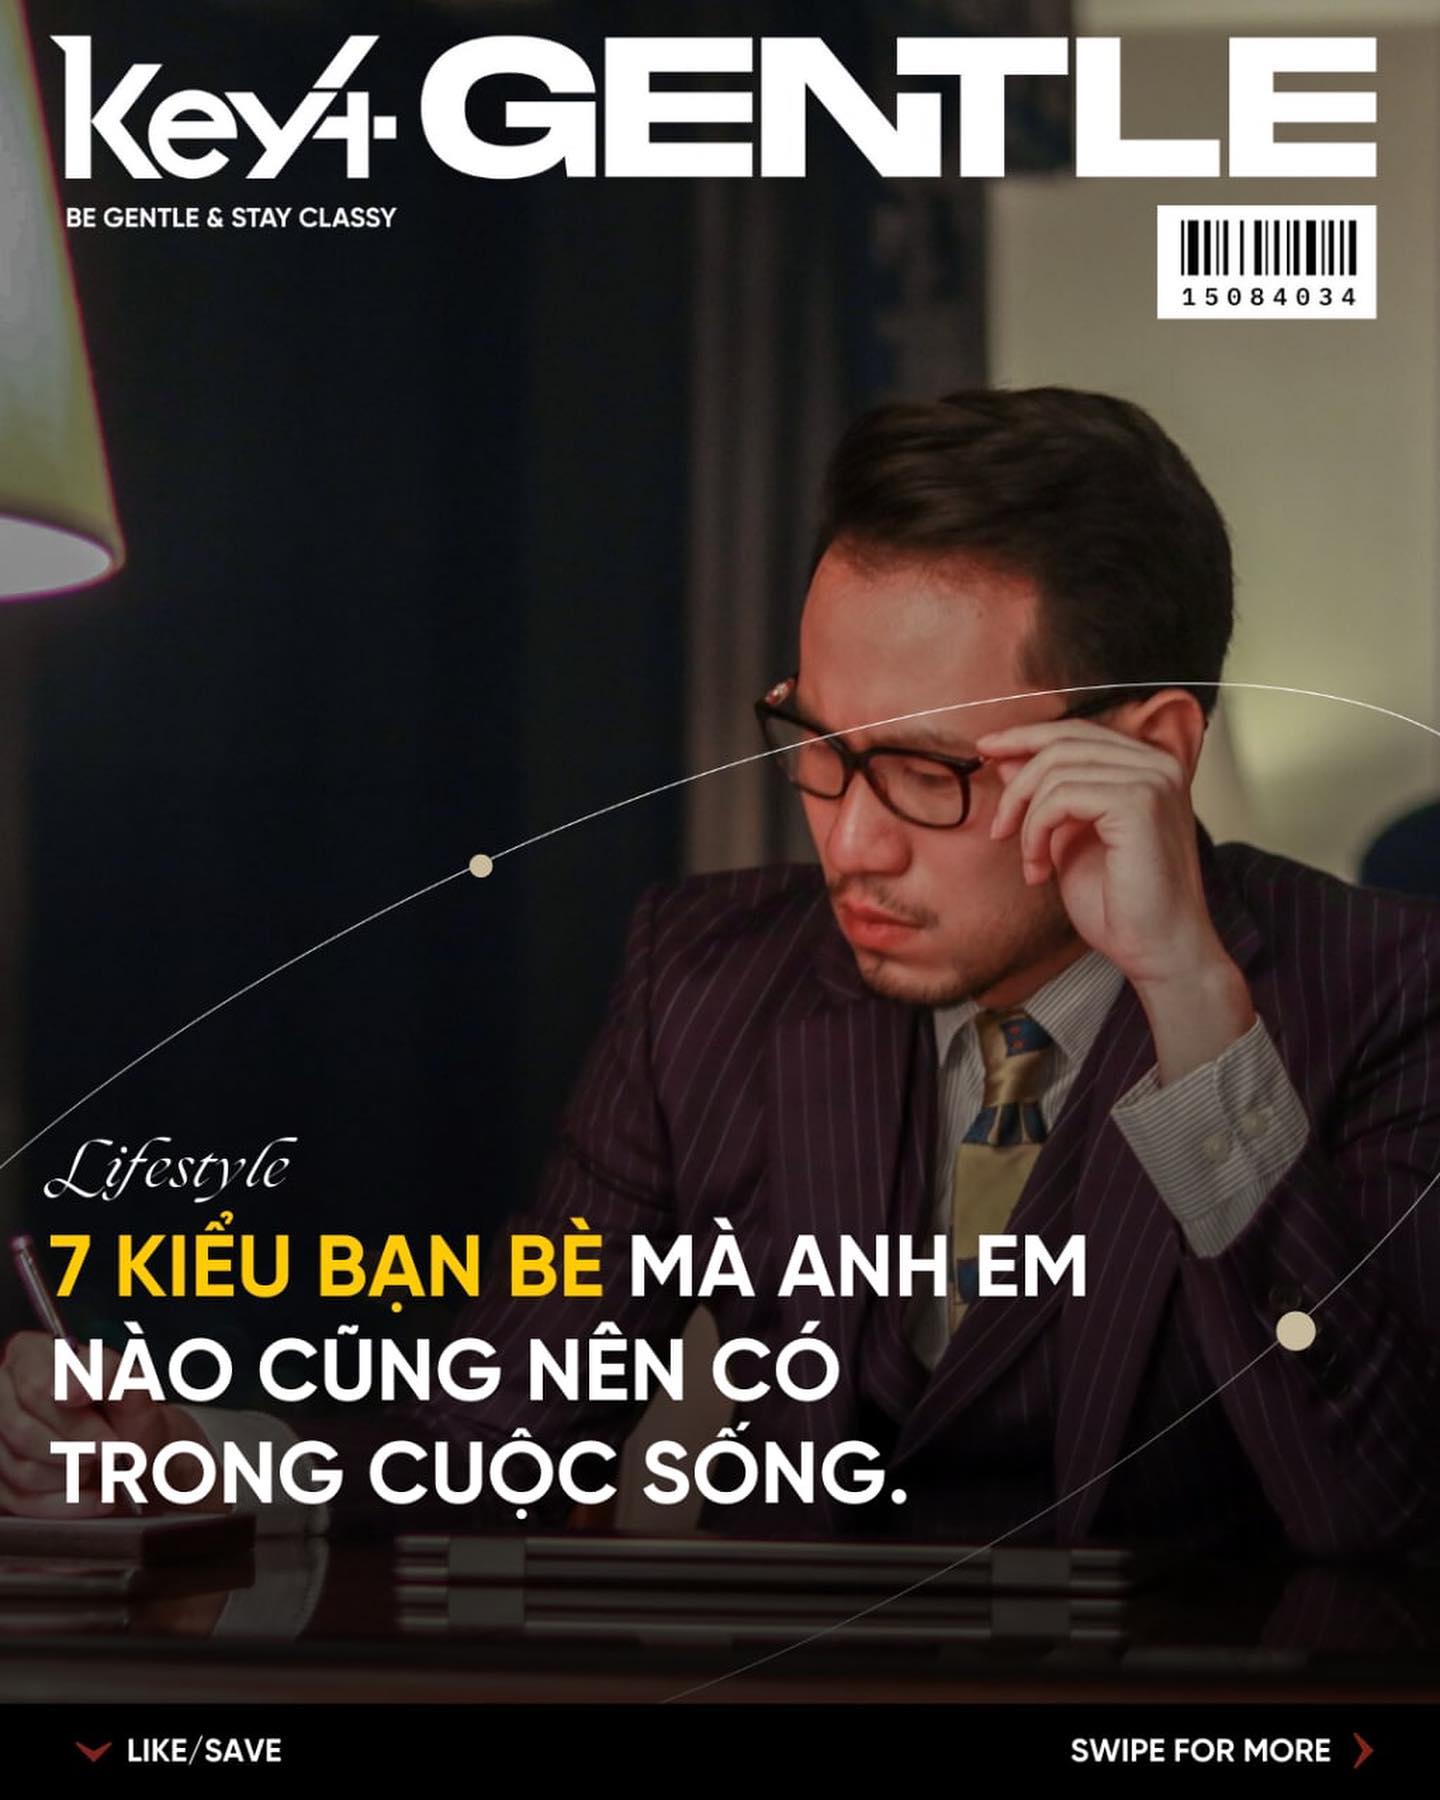 Key4+ GENTLE
BE GENTLE & STAY CLASSY
15084034
Lifestyle
7 KIỂU BẠN BÈ MÀ ANH EM
NÀO CŨNG NÊN CÓ
TRONG CUỘC SỐNG.
LIKE/SAVE
SWIPE FOR MORE